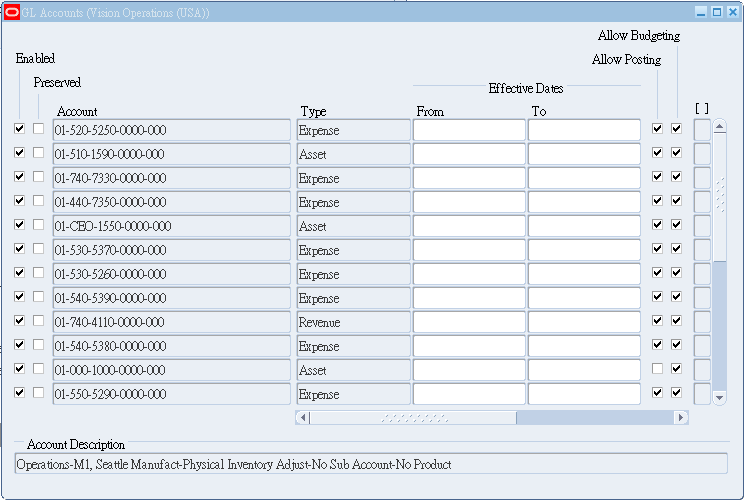 GL Accounts (Vision Operations (USA))
Allow Budgeting
Enabled Allow Posting
Preserved Effective Dates
Account Type From To [ ]
01-520-5250-0000-000 Expense
01-510-1590-0000-000 Asset
01-740-7330-0000-000 Expense
01-440-7350-0000-000 Expense
01-CEO-1550-0000-000 Asset
01-530-5370-0000-000 Expense
01-530-5260-0000-000 Expense
01-540-5390-0000-000 Expense
01-740-4110-0000-000 Revenue
01-540-5380-0000-000 Expense
01-000-1000-0000-000 Asset
01-550-5290-0000-000 Expense
Account Description
Operations-M1, Seattle Manufact-Physical Inventory Adjust-No Sub Account-No Product